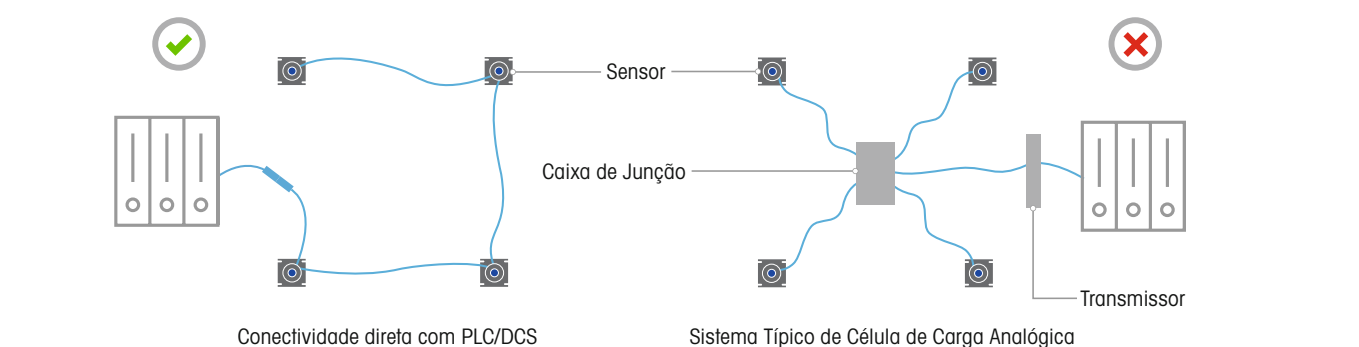 Sensor
Caixa de Junção
Transmissor
Conectividade direta com PLC/DCS
Sistema Típico de Célula de Carga Analógica